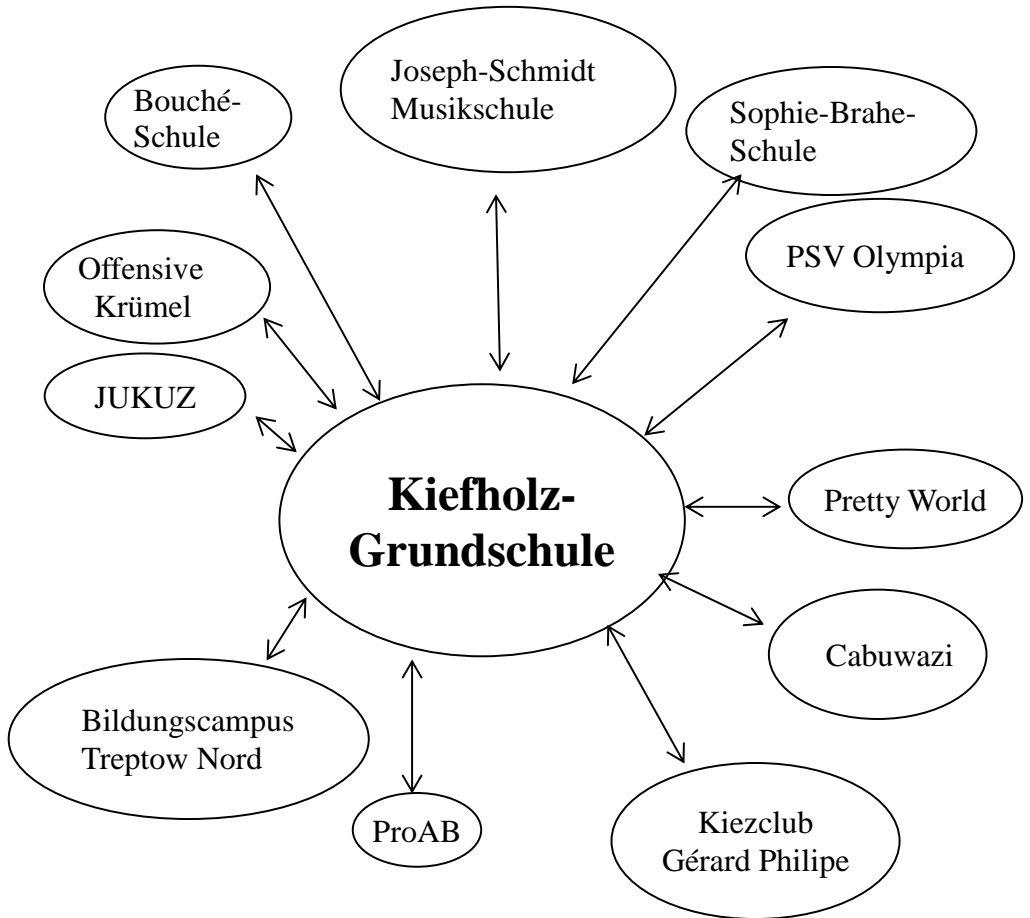 Joseph-Schmidt
Musikschule
Bouché-
Schule
Sophie-Brahe-
Schule
Offensive
Krümel
PSV Olympia
JUKUZ
Kiefholz-
Grundschule
Pretty World
Cabuwazi
Bildungscampus
Treptow Nord
ProAB
Kiezclub
Gérard Philipe